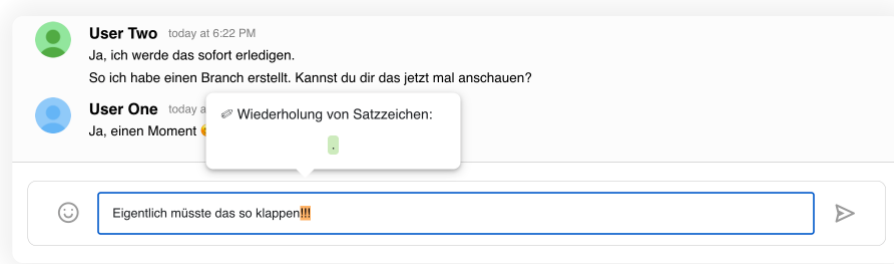 User Two today at 6:22 PM
Ja, ich werde das sofort erledigen.
So ich habe einen Branch erstellt. Kannst du dir das jetzt mal anschauen?
User One today a
Ja, einen Moment
Wiederholung von Satzzeichen:
.
Eigentlich müsste das so klappen!!!